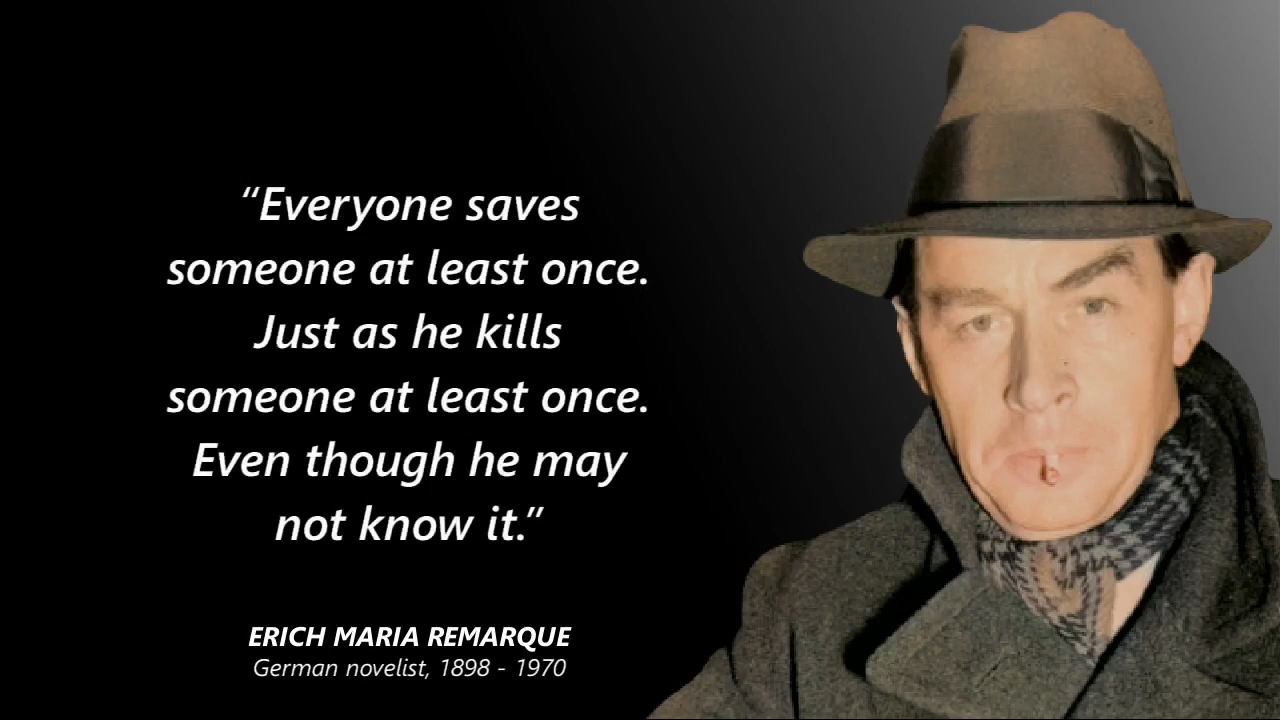 “Everyone saves
someone at least once.
Just as he kills
someone at least once.
Even though he may
not know it.”
ERICH MARIA REMARQUE
German novelist, 1898 - 1970